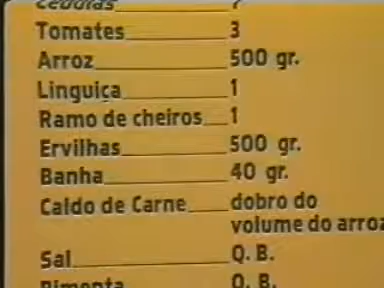 Tomates 3
Arroz 500 gr.
Linguiça 1
Ramo de cheiros 1
Ervilhas 500 gr.
Banha 40 gr.
Caldo de Carne dobro do
volume do arroz
Sal Q. B.
Pimenta Q. B.